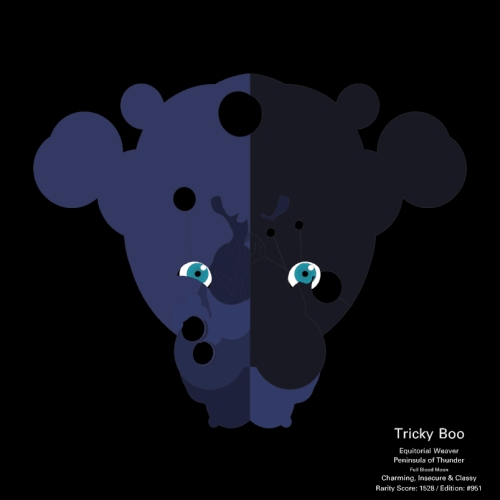 Tricky Boo
Equitorial Weaver
Peninsula of Thunder
Full Blood Moon
Charming, Insecure & Classy
Rarity Score: 1528 / Edition: #951